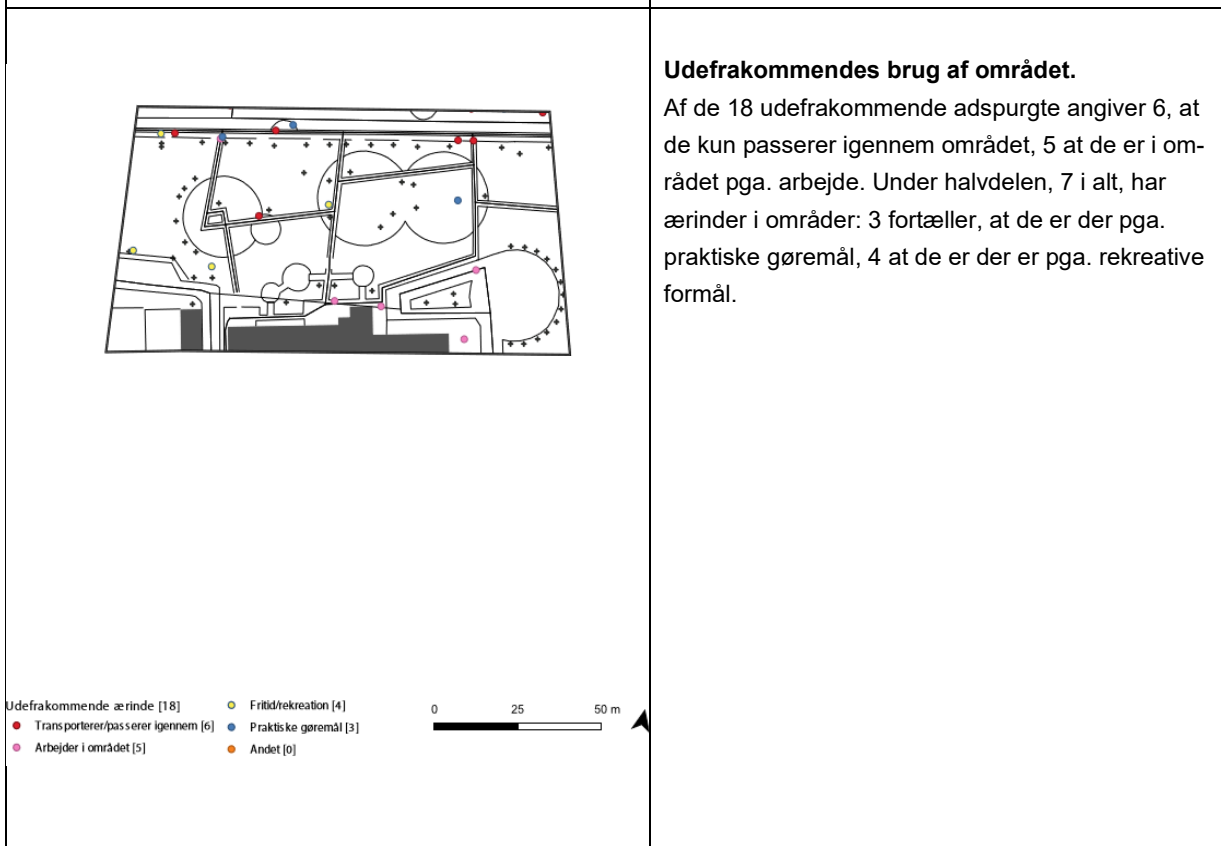 Udefrakommendes brug af området.
Af de 18 udefrakommende adspurgte angiver 6, at
de kun passerer igennem området, 5 at de er i om-
rådet pga. arbejde. Under halvdelen, 7 i alt, har
ærinder i områder: 3 fortæller, at de er der pga.
praktiske gøremål, 4 at de er der er pga. rekreative
formål.
Udefrakommende ærinde [18]
Transporterer/passerer igennem [6]
Arbejder i området [5]
Fritid/rekreation [4]
Praktiske gøremål [3]
Andet [0]
0 25 50 m